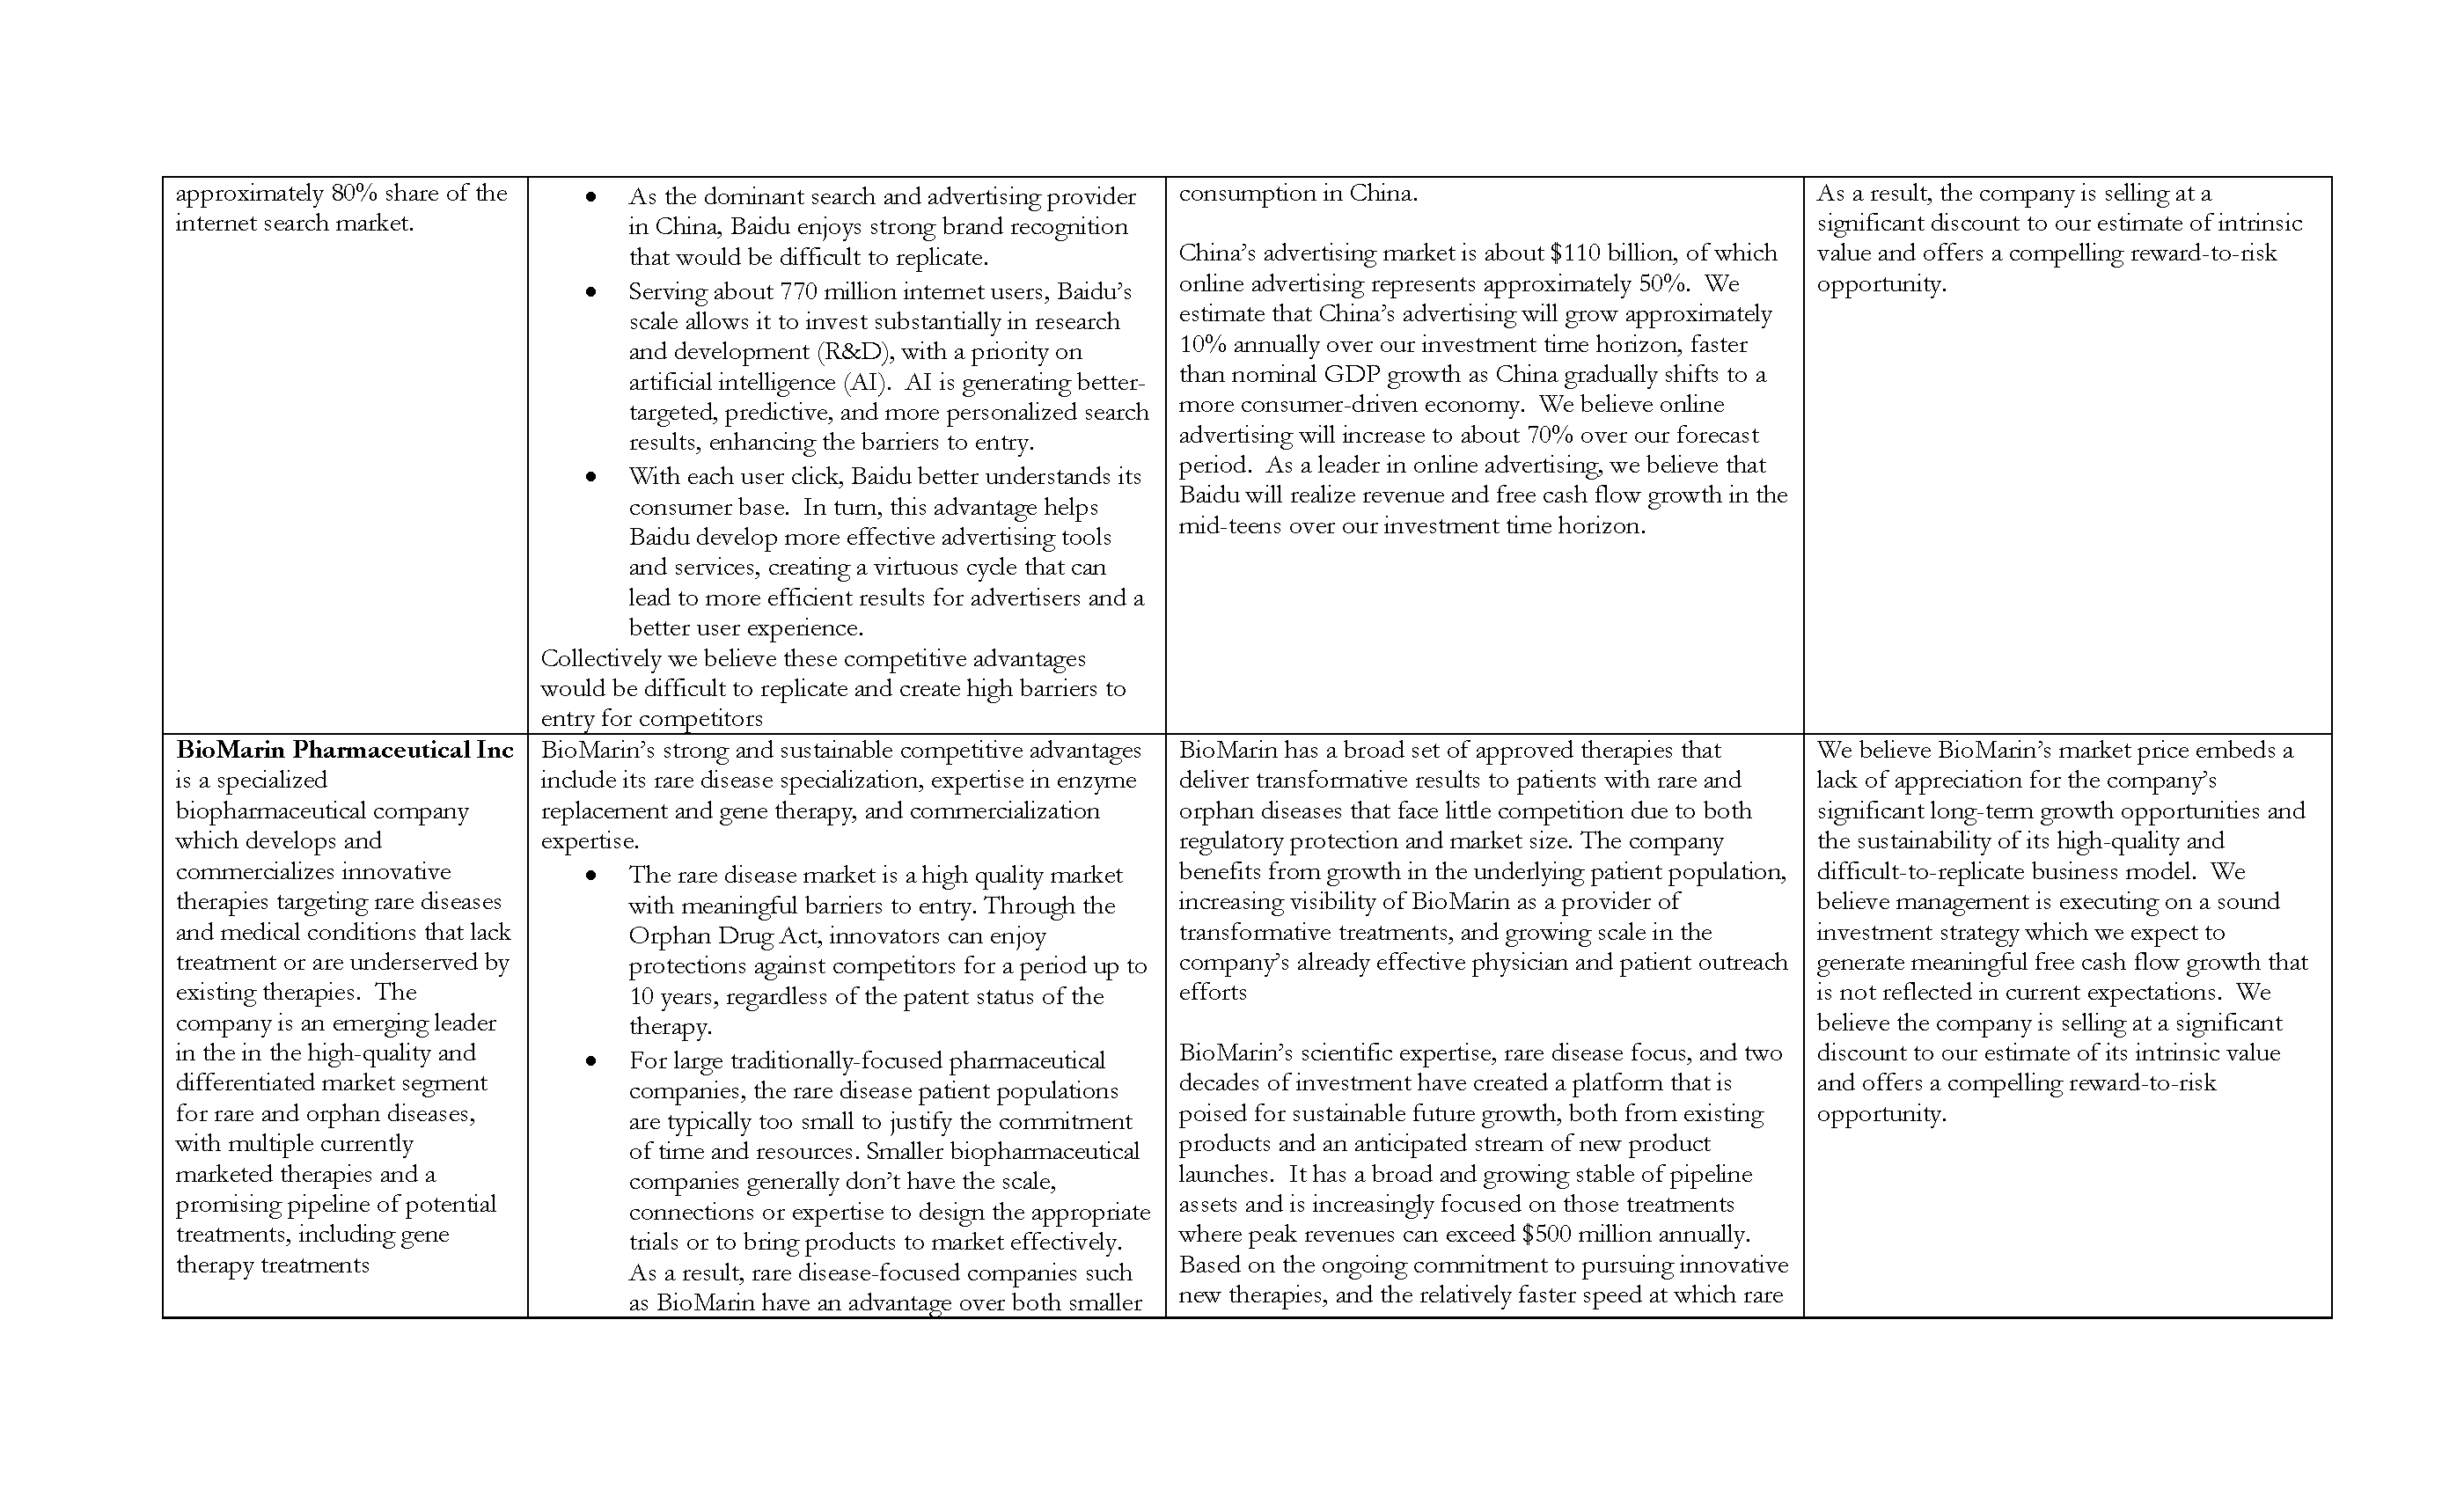 approximately 80% share of the
internet search market.
• As the dominant search and advertising provider
in China, Baidu enjoys strong brand recognition
that would be difficult to replicate.
• Serving about 770 million internet users, Baidu’s
scale allows it to invest substantially in research
and development (R&D), with a priority on
artificial intelligence (AI).  AI is generating better-
targeted, predictive, and more personalized search
results, enhancing the barriers to entry.
• With each user click, Baidu better understands its
consumer base.  In turn, this advantage helps
Baidu develop more effective advertising tools
and services, creating a virtuous cycle that can
lead to more efficient results for advertisers and a
better user experience.
Collectively we believe these competitive advantages
would be difficult to replicate and create high barriers to
entry for competitors
consumption in China.
China’s advertising market is about $110 billion, of which
online advertising represents approximately 50%.  We
estimate that China’s advertising will grow approximately
10% annually over our investment time horizon, faster
than nominal GDP growth as China gradually shifts to a
more consumer-driven economy.  We believe online
advertising will increase to about 70% over our forecast
period.  As a leader in online advertising, we believe that
Baidu will realize revenue and free cash flow growth in the
mid-teens over our investment time horizon.
As a result, the company is selling at a
significant discount to our estimate of intrinsic
value and offers a compelling reward-to-risk
opportunity.
BioMarin Pharmaceutical Inc
is a specialized
biopharmaceutical company
which develops and
commercializes innovative
therapies targeting rare diseases
and medical conditions that lack
treatment or are underserved by
existing therapies.  The
company is an emerging leader
in the in the high-quality and
differentiated market segment
for rare and orphan diseases,
with multiple currently
marketed therapies and a
promising pipeline of potential
treatments, including gene
therapy treatments
BioMarin’s strong and sustainable competitive advantages
include its rare disease specialization, expertise in enzyme
replacement and gene therapy, and commercialization
expertise.
• The rare disease market is a high quality market
with meaningful barriers to entry. Through the
Orphan Drug Act, innovators can enjoy
protections against competitors for a period up to
10 years, regardless of the patent status of the
therapy.
• For large traditionally-focused pharmaceutical
companies, the rare disease patient populations
are typically too small to justify the commitment
of time and resources. Smaller biopharmaceutical
companies generally don’t have the scale,
connections or expertise to design the appropriate
trials or to bring products to market effectively.
As a result, rare disease-focused companies such
as BioMarin have an advantage over both smaller
BioMarin has a broad set of approved therapies that
deliver transformative results to patients with rare and
orphan diseases that face little competition due to both
regulatory protection and market size. The company
benefits from growth in the underlying patient population,
increasing visibility of BioMarin as a provider of
transformative treatments, and growing scale in the
company’s already effective physician and patient outreach
efforts
BioMarin’s scientific expertise, rare disease focus, and two
decades of investment have created a platform that is
poised for sustainable future growth, both from existing
products and an anticipated stream of new product
launches.  It has a broad and growing stable of pipeline
assets and is increasingly focused on those treatments
where peak revenues can exceed $500 million annually.
Based on the ongoing commitment to pursuing innovative
new therapies, and the relatively faster speed at which rare
We believe BioMarin’s market price embeds a
lack of appreciation for the company’s
significant long-term growth opportunities and
the sustainability of its high-quality and
difficult-to-replicate business model.  We
believe management is executing on a sound
investment strategy which we expect to
generate meaningful free cash flow growth that
is not reflected in current expectations.  We
believe the company is selling at a significant
discount to our estimate of its intrinsic value
and offers a compelling reward-to-risk
opportunity.